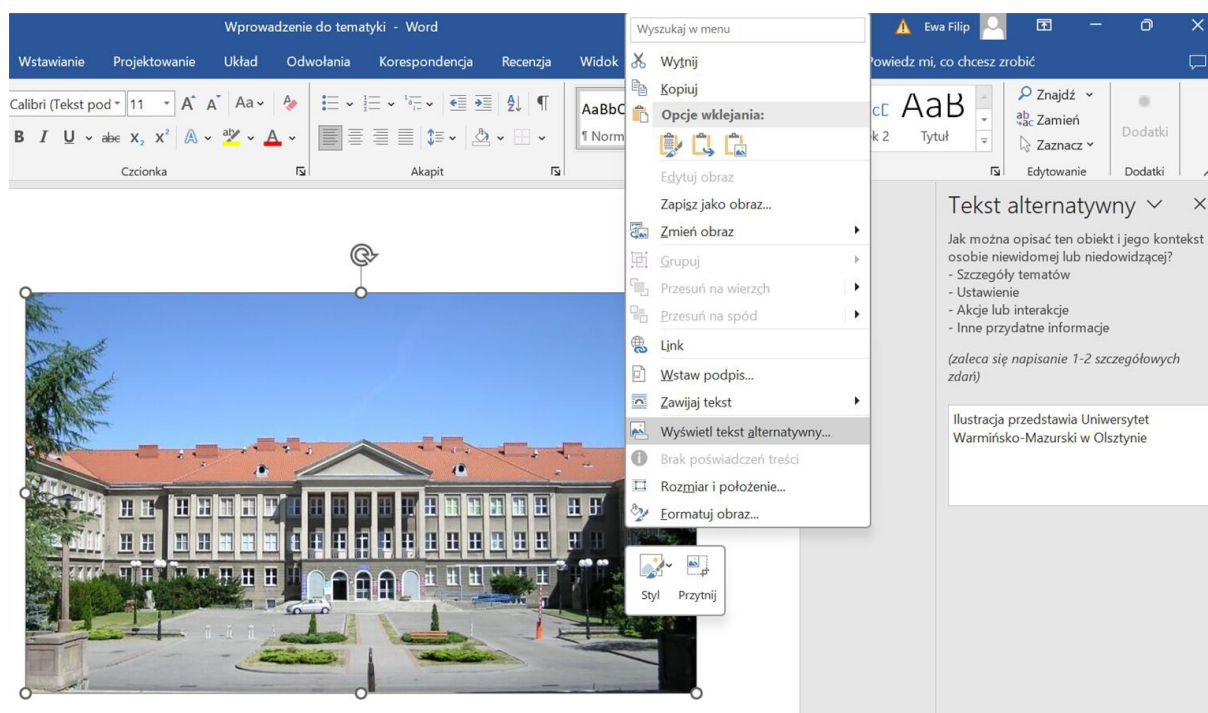 Wprowadzenie do tematyki - Word
Ewa Filip
Wstawianie Projektowanie Układ Odwołania Korespondencja Recenzja Widok
Powiedz mi, co chcesz zrobić
Calibri (Tekst pod 11
Aa
B I U abc X₂ X² A ab A
Czcionka
Akapit
AaBbC
¶ Norm
AaB
k 2
Tytuł
Znajdź
Zamień
Zaznacz
Edytowanie
Dodatki
Dodatki
Wyszukaj w menu
Wytnij
Kopiuj
Opcje wklejania:
Edytuj obraz
Zapisz jako obraz...
Zmień obraz
Grupuj
Przesuń na wierzch
Przesuń na spód
Link
Wstaw podpis...
Zawijaj tekst
Wyświetl tekst alternatywny...
Brak poświadczeń treści
Rozmiar i położenie...
Formatuj obraz...
Styl Przytnij
Tekst alternatywny
Jak można opisać ten obiekt i jego kontekst
osobie niewidomej lub niedowidzącej?
- Szczegóły tematów
- Ustawienie
- Akcje lub interakcje
- Inne przydatne informacje
(zaleca się napisanie 1-2 szczegółowych
zdań)
Ilustracja przedstawia Uniwersytet
Warmińsko-Mazurski w Olsztynie